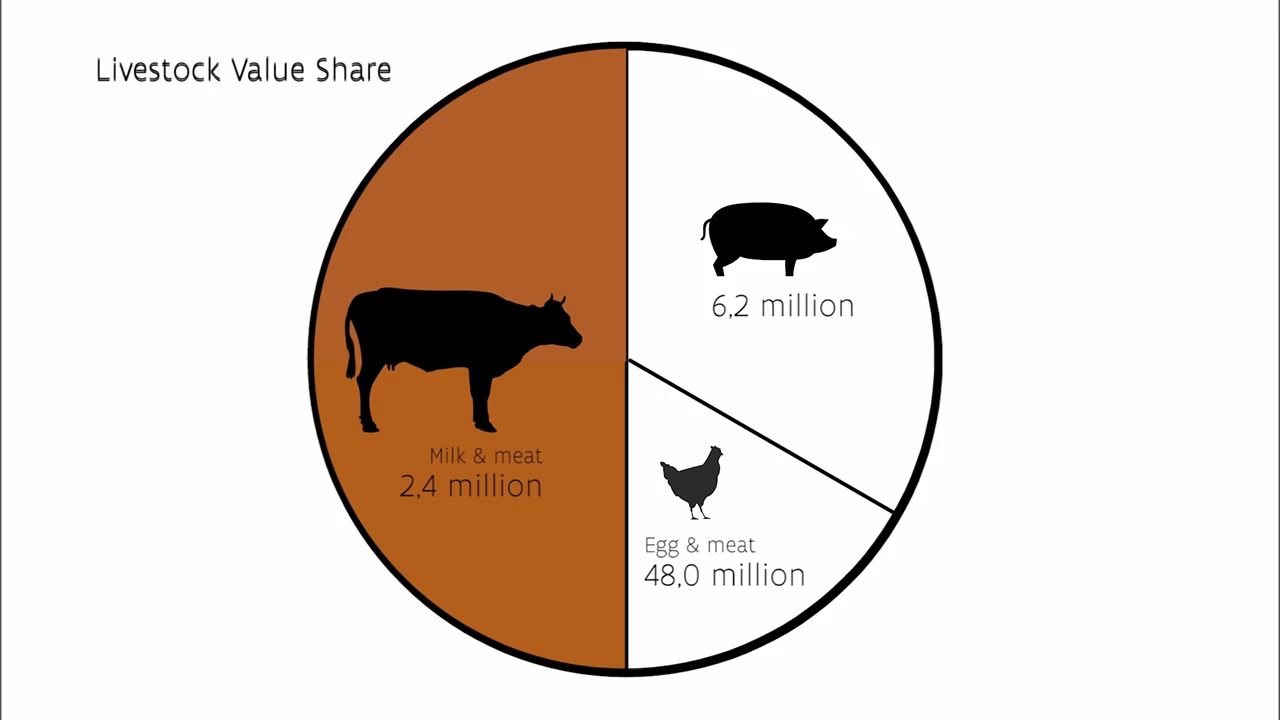 Livestock Value Share
6,2 million
Milk & meat
2,4 million
Egg & meat
48,0 million